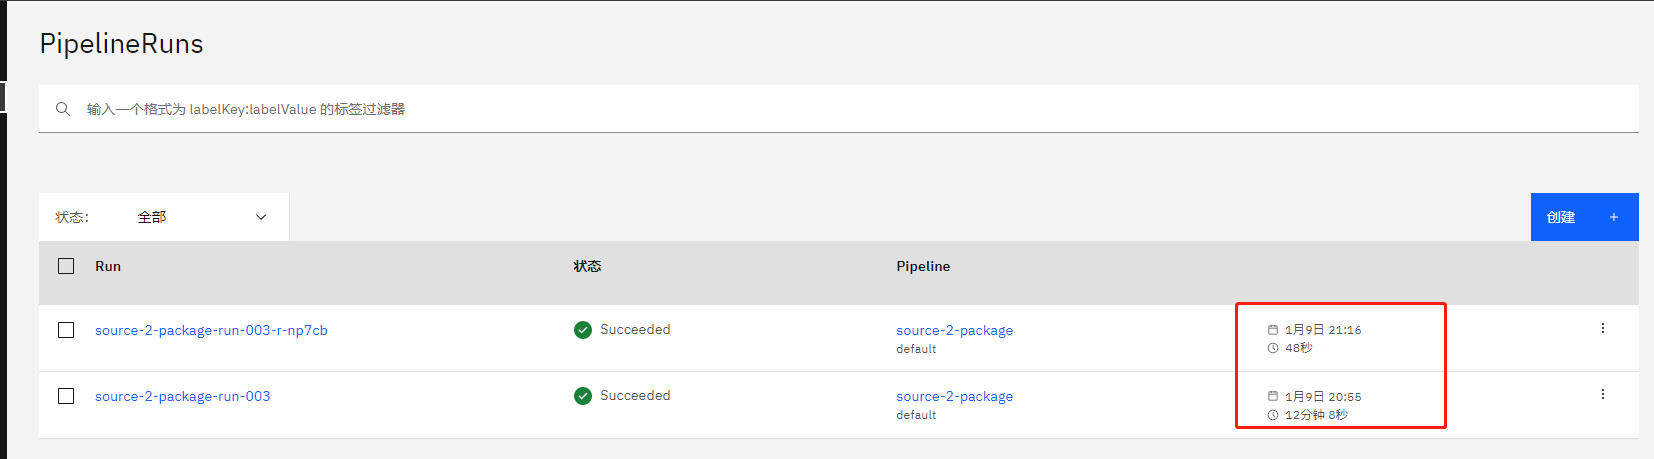 PipelineRuns
输入一个格式为 labelKey:labelValue 的标签过滤器
状态: 全部
创建 +
Run 状态 Pipeline
source-2-package-run-003-r-np7cb Succeeded source-2-package 1月9日 21:16
default 48秒
source-2-package-run-003 Succeeded source-2-package 1月9日 20:55
default 12分钟 8秒